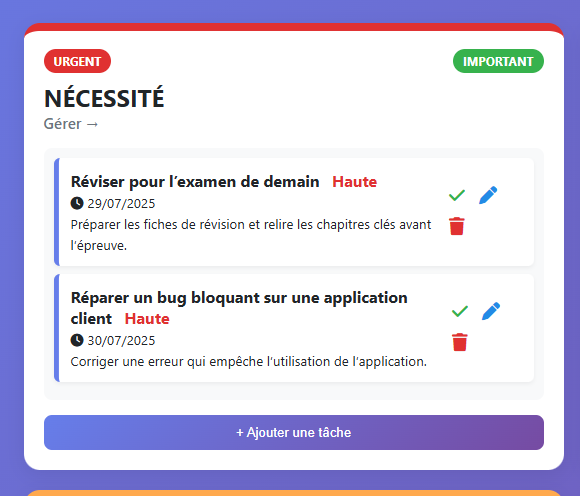 URGENT
IMPORTANT
NÉCESSITÉ
Gérer →
Réviser pour l'examen de demain Haute
29/07/2025
Préparer les fiches de révision et relire les chapitres clés avant
l'épreuve.
Réparer un bug bloquant sur une application
client Haute
30/07/2025
Corriger une erreur qui empêche l'utilisation de l'application.
+ Ajouter une tâche